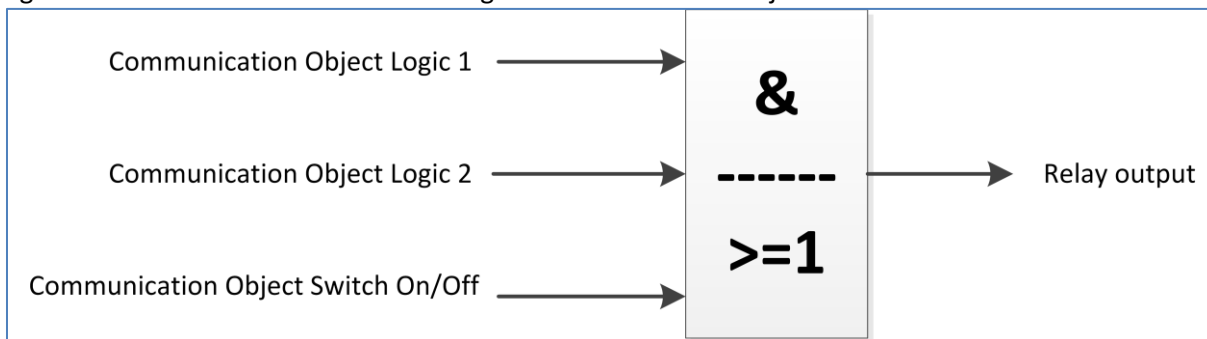 Communication Object Logic 1
&
Communication Object Logic 2
------
Relay output
>=1
Communication Object Switch On/Off